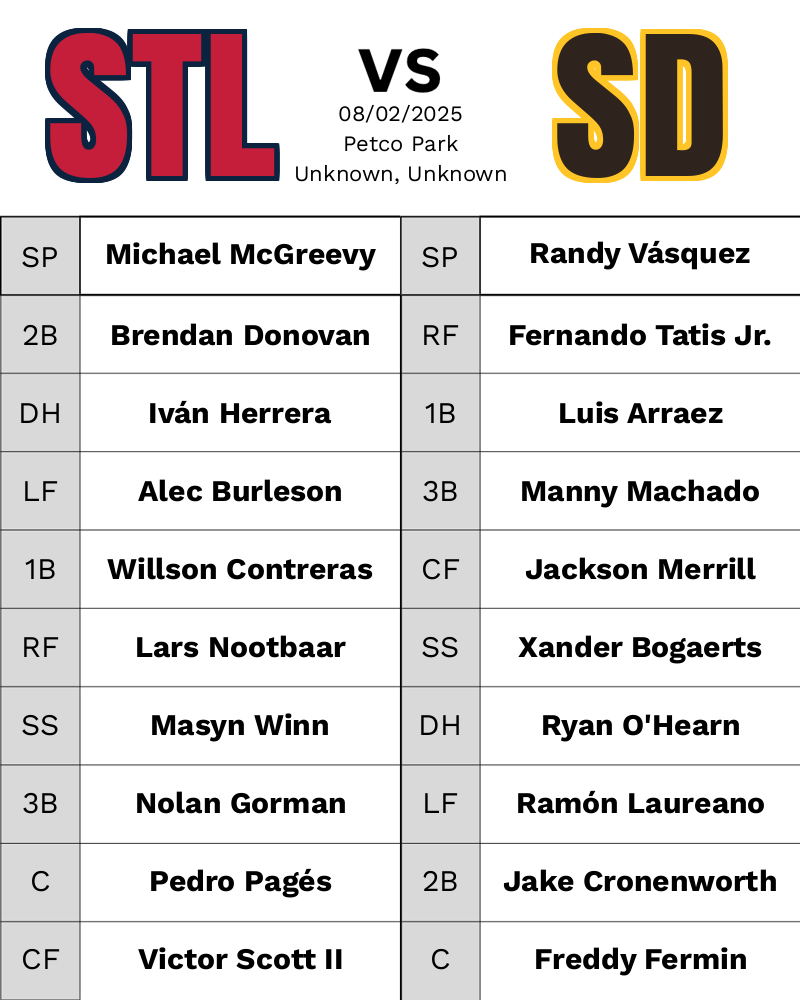 STL
VS
08/02/2025
Petco Park
Unknown, Unknown
SD
SP Michael McGreevy SP Randy Vásquez
2B Brendan Donovan RF Fernando Tatis Jr.
DH Iván Herrera 1B Luis Arraez
LF Alec Burleson 3B Manny Machado
1B Willson Contreras CF Jackson Merrill
RF Lars Nootbaar SS Xander Bogaerts
SS Masyn Winn DH Ryan O'Hearn
3B Nolan Gorman LF Ramón Laureano
C Pedro Pagés 2B Jake Cronenworth
CF Victor Scott II C Freddy Fermin